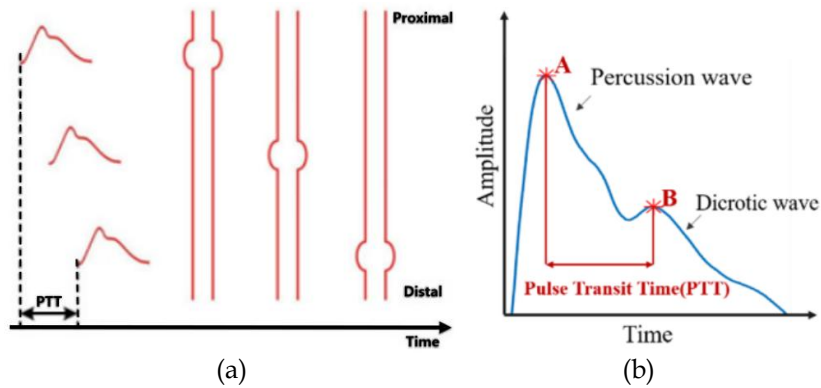 Proximal
PTT
Distal
Time
(a)
A
Percussion wave
B
Dicrotic wave
Pulse Transit Time(PTT)
Amplitude
Time
(b)